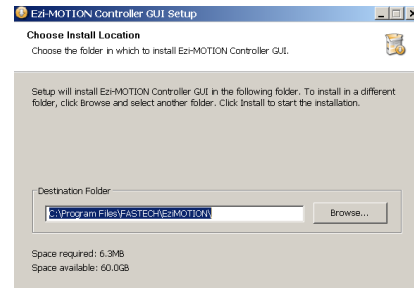 Ezi-MOTION Controller GUI Setup
Choose Install Location
Choose the folder in which to install Ezi-MOTION Controller GUI.
Setup will install Ezi-MOTION Controller GUI in the following folder. To install in a different
folder, click Browse and select another folder. Click Install to start the installation.
Destination Folder
C:\Program Files\FASTECH\EziMOTION\
Browse...
Space required: 6.3MB
Space available: 60.0GB